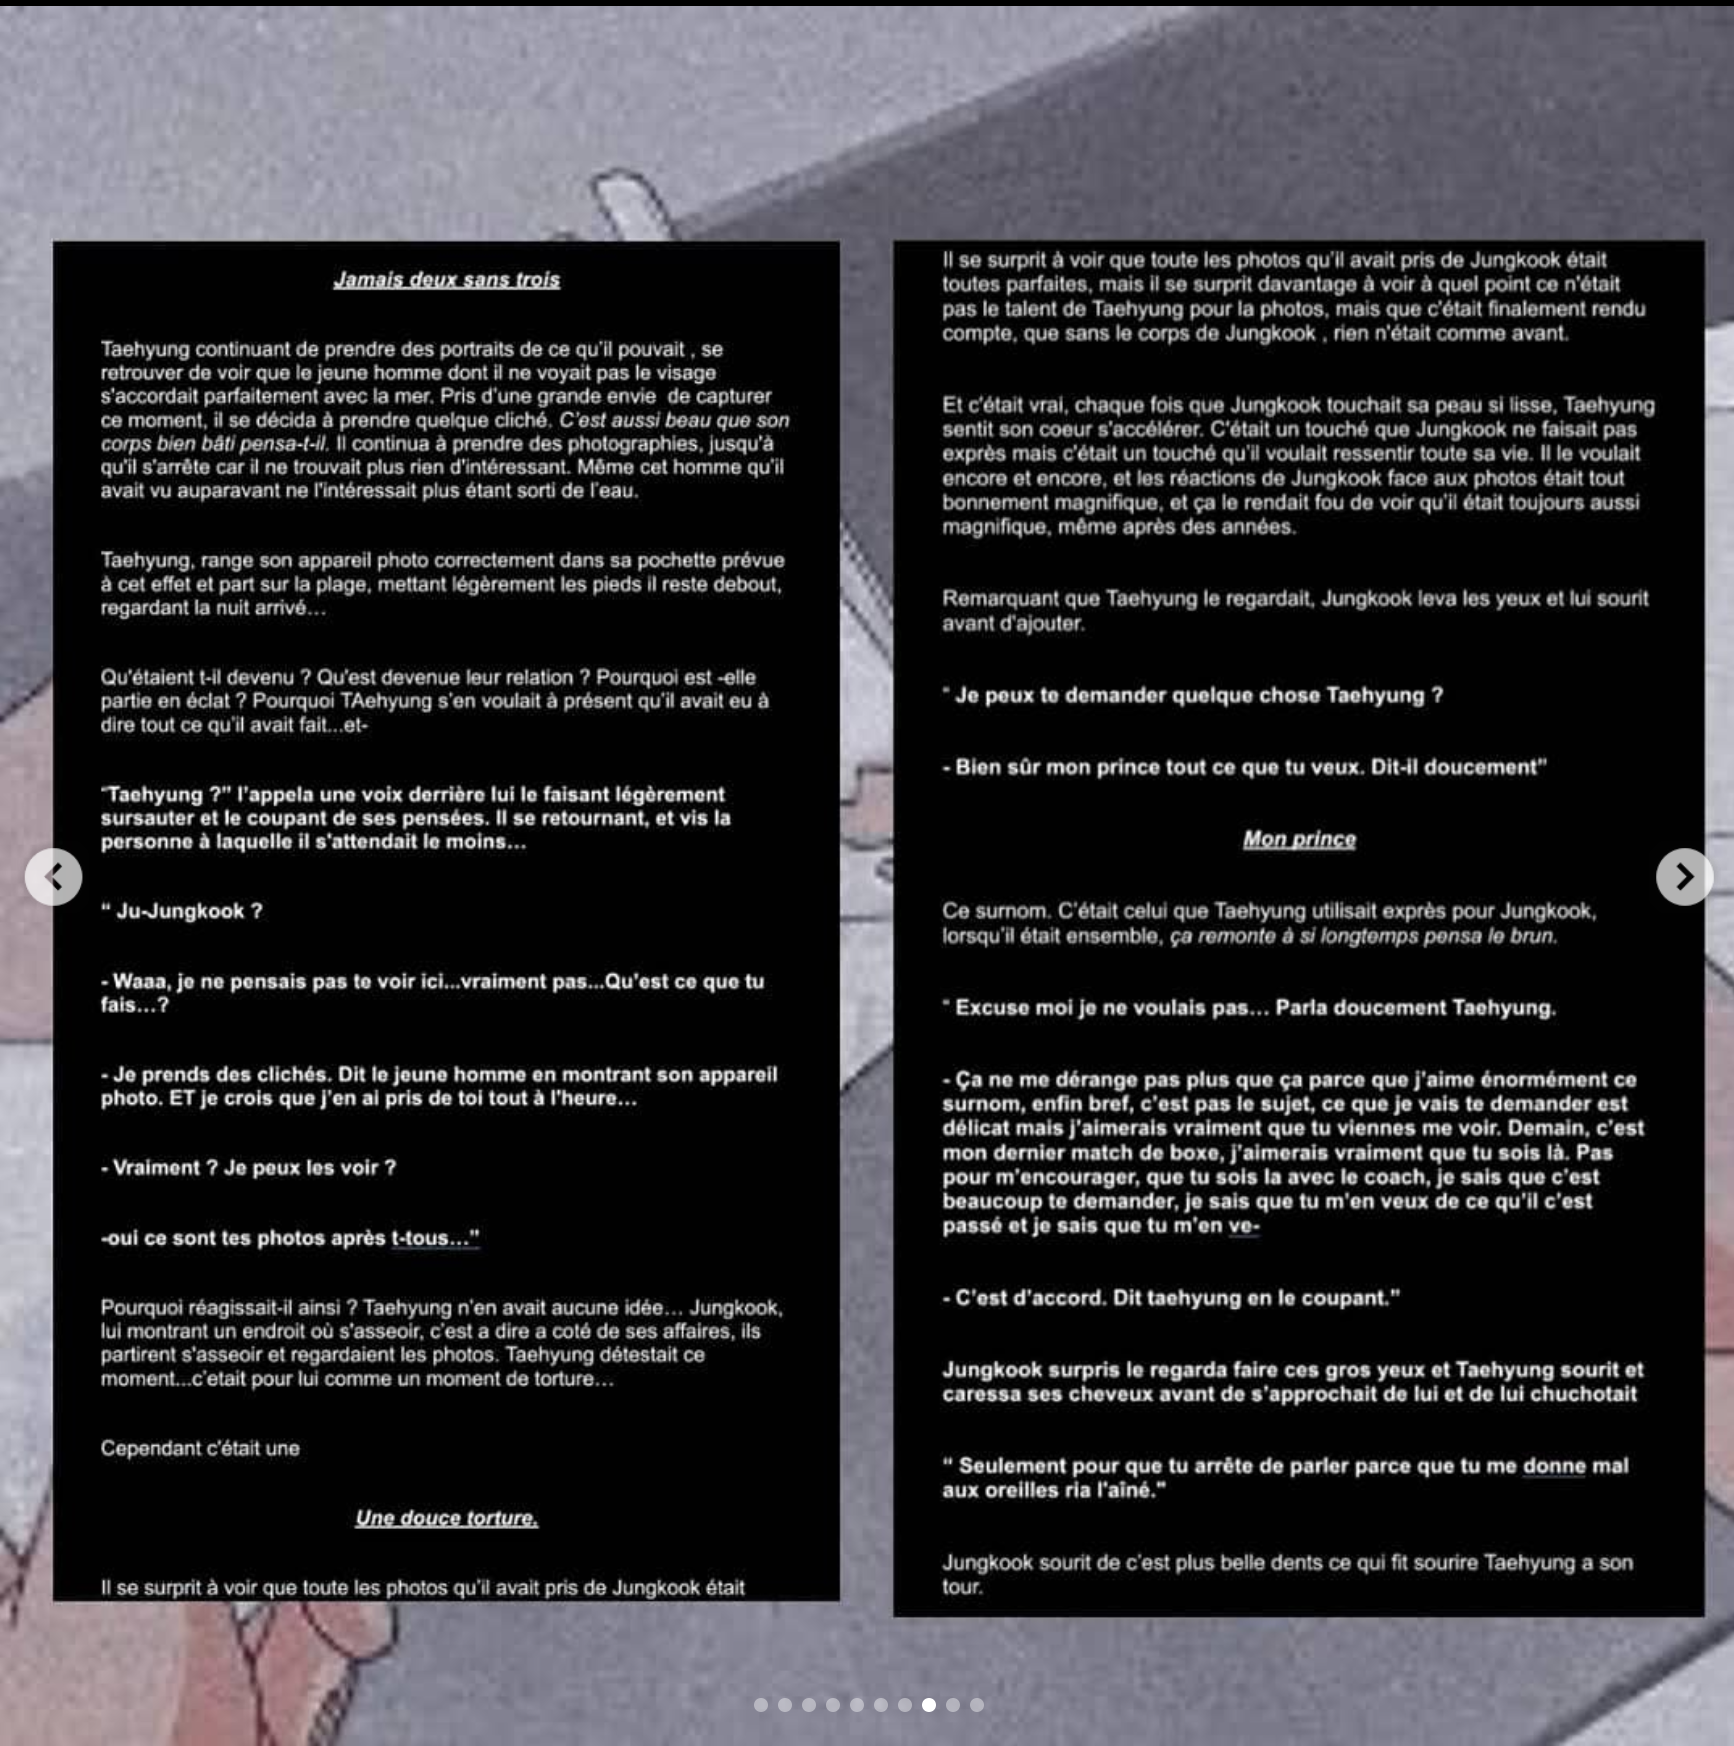 Jamais deux sans trois
Taehyung continuant de prendre des portraits de ce qu'il pouvait , se
retrouver de voir que le jeune homme dont il ne voyait pas le visage
s'accordait parfaitement avec la mer. Pris d'une grande envie  de capturer
ce moment, il se décida à prendre quelque cliché. C'est aussi beau que son
corps bien bâti pensa-t-il. Il continua à prendre des photographies, jusqu'à
qu'il s'arrête car il ne trouvait plus rien d'intéressant. Même cet homme qu'il
avait vu auparavant ne l'intéressait plus étant sorti de l'eau.
Taehyung, range son appareil photo correctement dans sa pochette prévue
à cet effet et part sur la plage, mettant légèrement les pieds il reste debout,
regardant la nuit arrivé…
Qu'étaient t-il devenu ? Qu'est devenue leur relation ? Pourquoi est -elle
partie en éclat ? Pourquoi TAehyung s'en voulait à présent qu'il avait eu à
dire tout ce qu'il avait fait...et-
“Taehyung ?” l'appela une voix derrière lui le faisant légèrement
sursauter et le coupant de ses pensées. Il se retournant, et vis la
personne à laquelle il s'attendait le moins…
“ Ju-Jungkook ?
- Waaa, je ne pensais pas te voir ici...vraiment pas...Qu'est ce que tu
fais…?
- Je prends des clichés. Dit le jeune homme en montrant son appareil
photo. ET je crois que j'en ai pris de toi tout à l'heure…
- Vraiment ? Je peux les voir ?
-oui ce sont tes photos après t-tous…”
Pourquoi réagissait-il ainsi ? Taehyung n'en avait aucune idée… Jungkook,
lui montrant un endroit où s'asseoir, c'est a dire a coté de ses affaires, ils
partirent s'asseoir et regardaient les photos. Taehyung détestait ce
moment...c'etait pour lui comme un moment de torture…
Cependant c'était une
Une douce torture.
Il se surprit à voir que toute les photos qu'il avait pris de Jungkook était
Il se surprit à voir que toute les photos qu'il avait pris de Jungkook était
toutes parfaites, mais il se surprit davantage à voir à quel point ce n'était
pas le talent de Taehyung pour la photos, mais que c'était finalement rendu
compte, que sans le corps de Jungkook , rien n'était comme avant.
Et c'était vrai, chaque fois que Jungkook touchait sa peau si lisse, Taehyung
sentit son coeur s'accélérer. C'était un touché que Jungkook ne faisait pas
exprès mais c'était un touché qu'il voulait ressentir toute sa vie. Il le voulait
encore et encore, et les réactions de Jungkook face aux photos était tout
bonnement magnifique, et ça le rendait fou de voir qu'il était toujours aussi
magnifique, même après des années.
Remarquant que Taehyung le regardait, Jungkook leva les yeux et lui sourit
avant d'ajouter.
“ Je peux te demander quelque chose Taehyung ?
- Bien sûr mon prince tout ce que tu veux. Dit-il doucement”
Mon prince
Ce surnom. C'était celui que Taehyung utilisait exprès pour Jungkook,
lorsqu'il était ensemble, ça remonte à si longtemps pensa le brun.
“ Excuse moi je ne voulais pas… Parla doucement Taehyung.
- Ça ne me dérange pas plus que ça parce que j'aime énormément ce
surnom, enfin bref, c'est pas le sujet, ce que je vais te demander est
délicat mais j'aimerais vraiment que tu viennes me voir. Demain, c'est
mon dernier match de boxe, j'aimerais vraiment que tu sois là. Pas
pour m'encourager, que tu sois la avec le coach, je sais que c'est
beaucoup te demander, je sais que tu m'en veux de ce qu'il c'est
passé et je sais que tu m'en ve-
- C'est d'accord. Dit taehyung en le coupant.”
Jungkook surpris le regarda faire ces gros yeux et Taehyung sourit et
caressa ses cheveux avant de s'approchait de lui et de lui chuchotait
“ Seulement pour que tu arrête de parler parce que tu me donne mal
aux oreilles ria l'aîné.”
Jungkook sourit de c'est plus belle dents ce qui fit sourire Taehyung a son
tour.